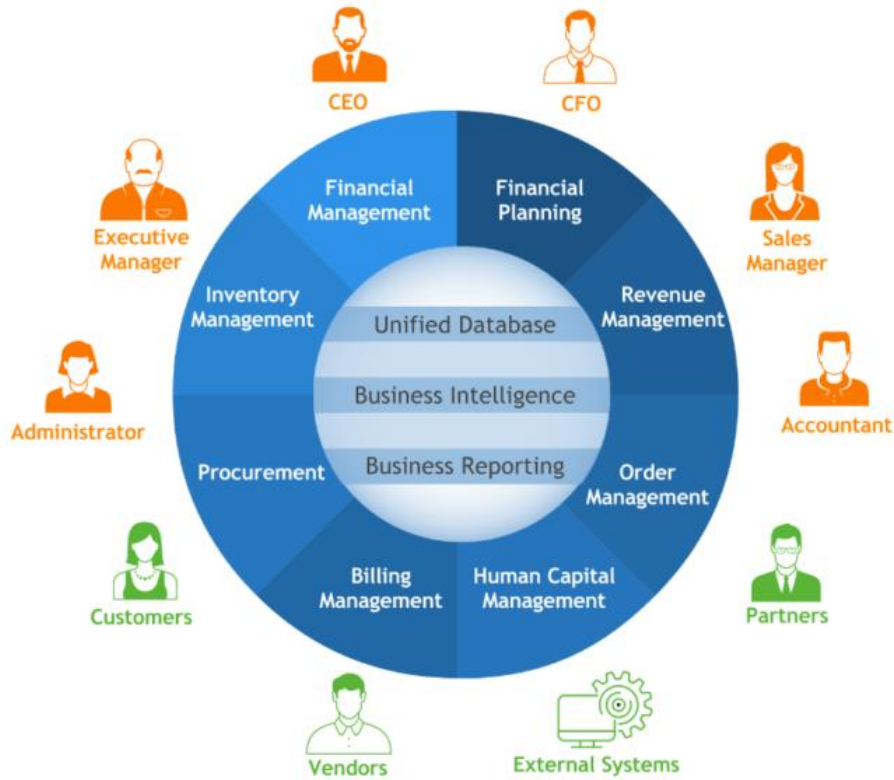 CEO
CFO
Executive
Manager
Sales
Manager
Financial
Management
Financial
Planning
Inventory
Management
Revenue
Management
Unified Database
Business Intelligence
Business Reporting
Administrator
Accountant
Procurement
Order
Management
Billing
Management
Human Capital
Management
Customers
Partners
Vendors
External Systems